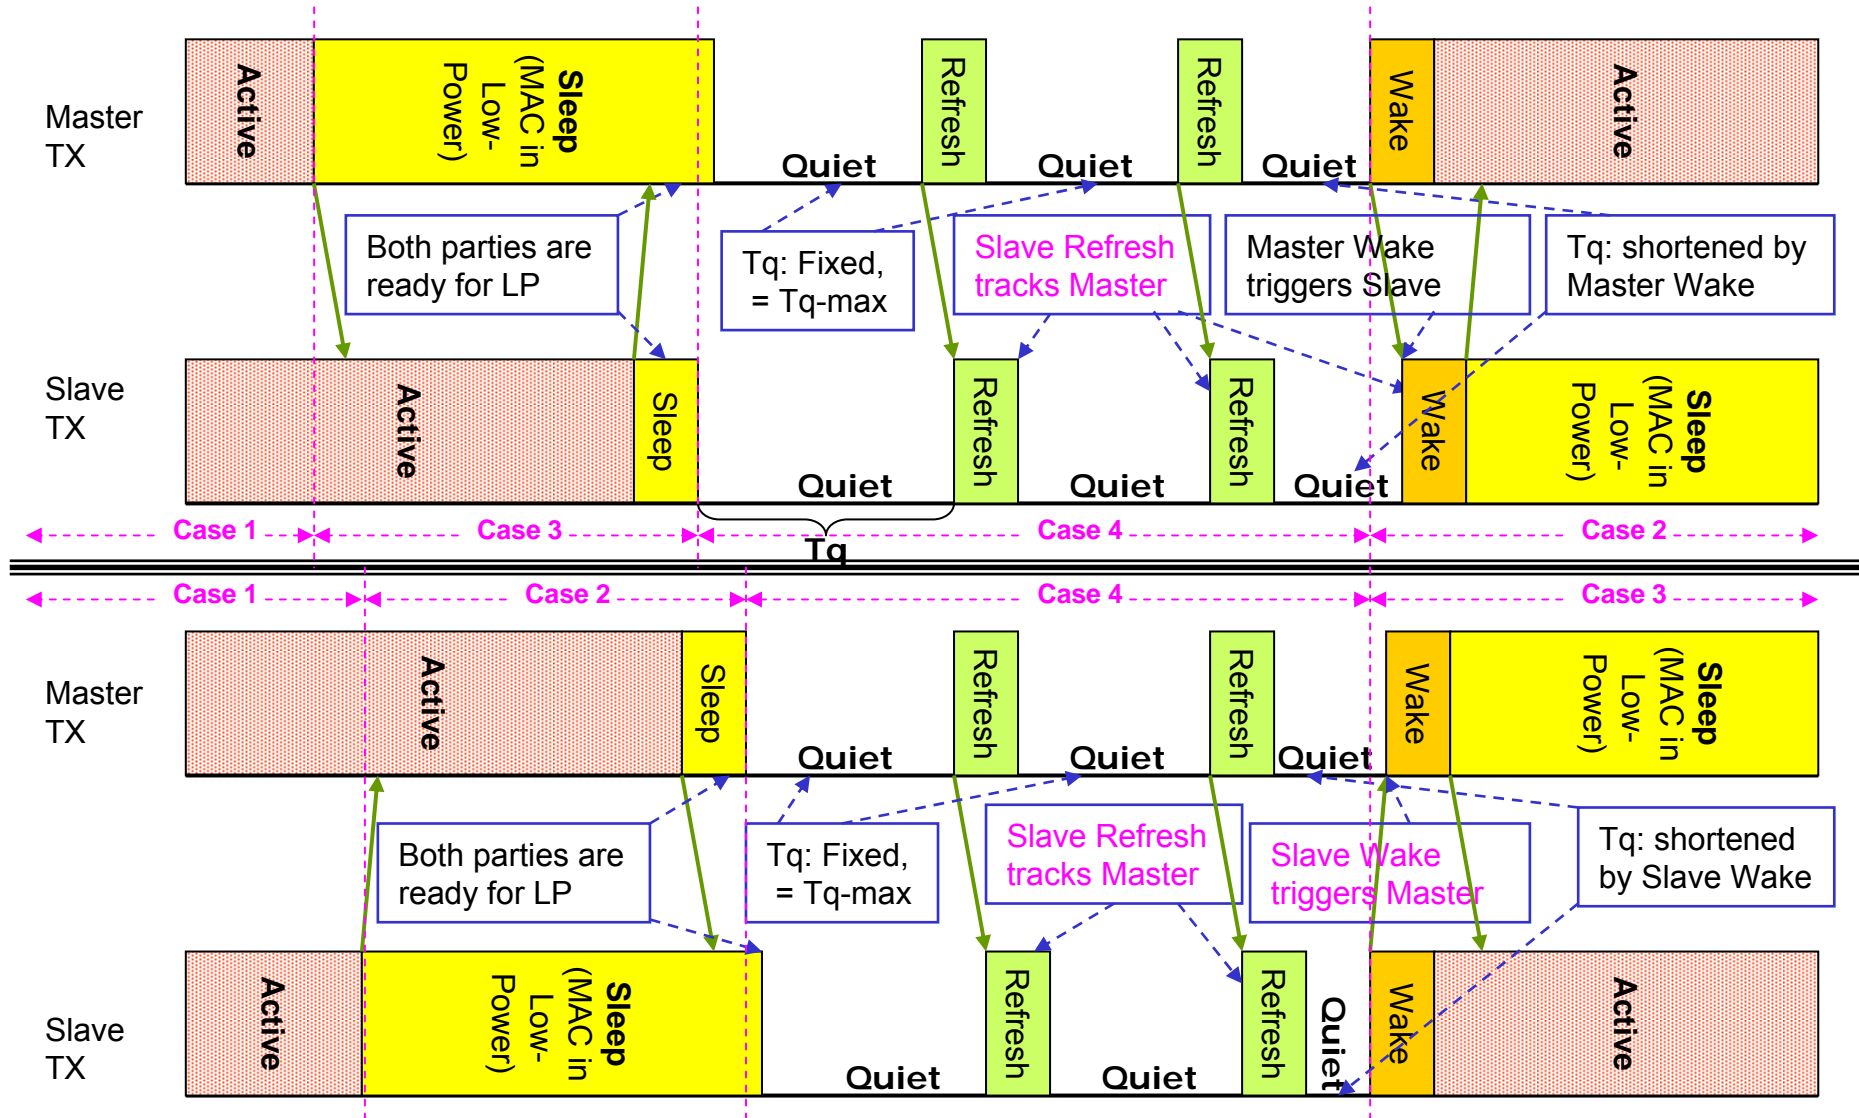 Master
TX
Active
Sleep
(MAC in
Low-
Power)
Quiet
Refresh
Quiet
Refresh
Quiet
Wake
Active
Both parties are
ready for LP
Tq: Fixed,
= Tq-max
Slave Refresh
tracks Master
Master Wake
triggers Slave
Tq: shortened by
Master Wake
Slave
TX
Active
Sleep
Quiet
Refresh
Quiet
Refresh
Quiet
Wake
Sleep
(MAC in
Low-
Power)
Case 1
Case 3
Case 4
Case 2
Tq
Case 1
Case 2
Case 4
Case 3
Master
TX
Active
Sleep
Quiet
Refresh
Quiet
Refresh
Quiet
Wake
Sleep
(MAC in
Low-
Power)
Both parties are
ready for LP
Tq: Fixed,
= Tq-max
Slave Refresh
tracks Master
Slave Wake
triggers Master
Tq: shortened
by Slave Wake
Slave
TX
Active
Sleep
(MAC in
Low-
Power)
Quiet
Refresh
Quiet
Refresh
Quiet
Wake
Active